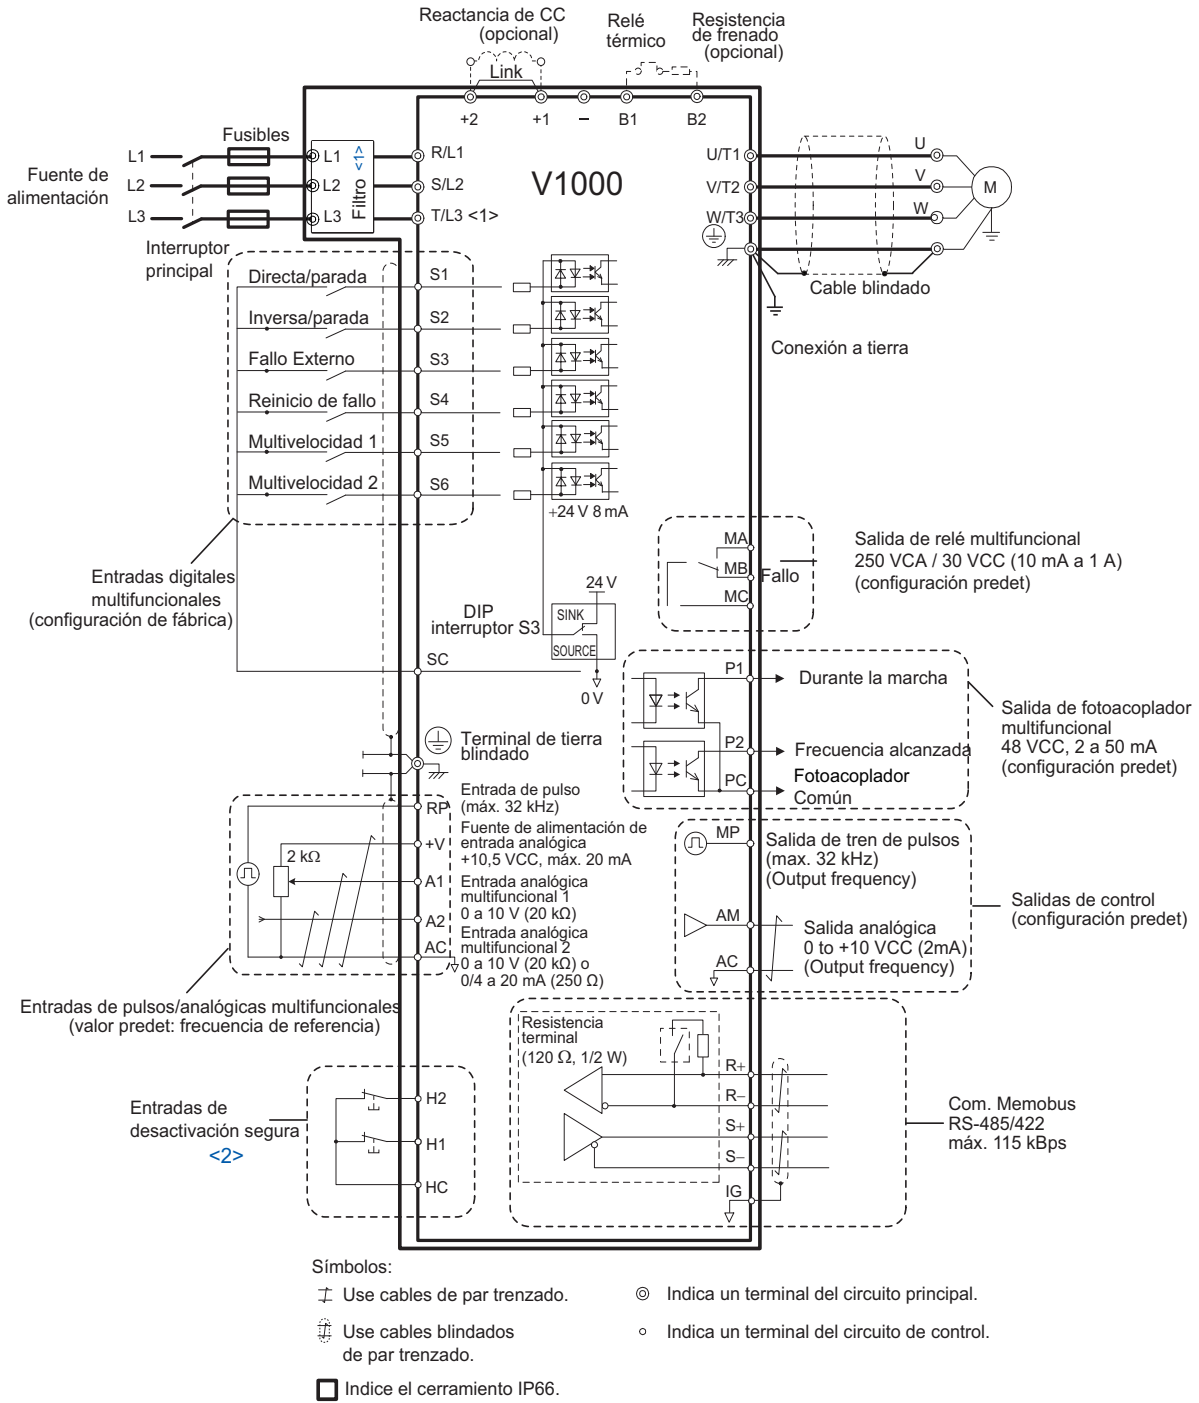 Reactancia de CC
(opcional)
Link
Relé
térmico
Resistencia
de frenado
(opcional)
+2
+1
–
B1
B2
Fusibles
Fuente de
alimentación
L1
L2
L3
Interruptor
principal
L1
L2
L3
Filtro <1>
R/L1
S/L2
T/L3 <1>
V1000
U/T1
V/T2
W/T3
U
V
W
M
Cable blindado
Conexión a tierra
Directa/parada
S1
Inversa/parada
S2
Fallo Externo
S3
Reinicio de fallo
S4
Multivelocidad 1
S5
Multivelocidad 2
S6
+24 V 8 mA
Entradas digitales
multifuncionales
(configuración de fábrica)
24 V
DIP
interruptor S3
SINK
SOURCE
SC
0 V
MA
MB
MC
Fallo
Salida de relé multifuncional
250 VCA / 30 VCC (10 mA a 1 A)
(configuración predet)
P1
Durante la marcha
P2
Frecuencia alcanzada
PC
Fotoacoplador
Común
Salida de fotoacoplador
multifuncional
48 VCC, 2 a 50 mA
(configuración predet)
Terminal de tierra
blindado
RP
Entrada de pulso
(máx. 32 kHz)
+V
Fuente de alimentación de
entrada analógica
+10,5 VCC, máx. 20 mA
2 kΩ
A1
Entrada analógica
multifuncional 1
0 a 10 V (20 kΩ)
A2
Entrada analógica
multifuncional 2
0 a 10 V (20 kΩ) o
0/4 a 20 mA (250 Ω)
AC
Entradas de pulsos/analógicas multifuncionales
(valor predet: frecuencia de referencia)
MP
Salida de tren de pulsos
(max. 32 kHz)
(Output frequency)
AM
Salida analógica
0 to +10 VCC (2mA)
(Output frequency)
AC
Salidas de control
(configuración predet)
Resistencia
terminal
(120 Ω, 1/2 W)
R+
R–
S+
S–
IG
Com. Memobus
RS-485/422
máx. 115 kBps
Entradas de
desactivación segura
<2>
H2
H1
HC
Símbolos:
Use cables de par trenzado.
Indica un terminal del circuito principal.
Use cables blindados
de par trenzado.
Indica un terminal del circuito de control.
Indice el cerramiento IP66.